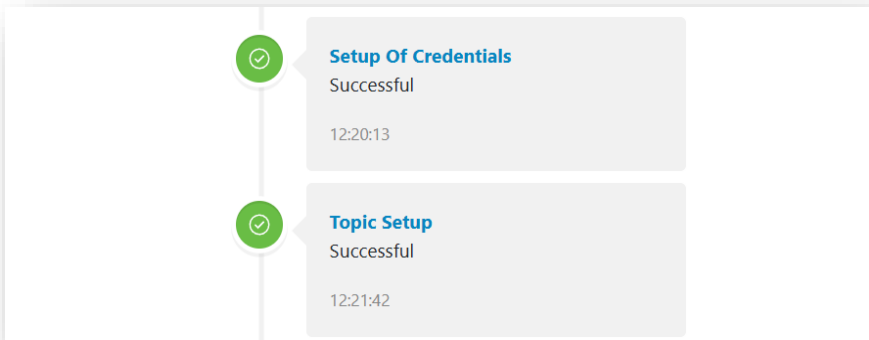 Setup Of Credentials
Successful
12:20:13
Topic Setup
Successful
12:21:42